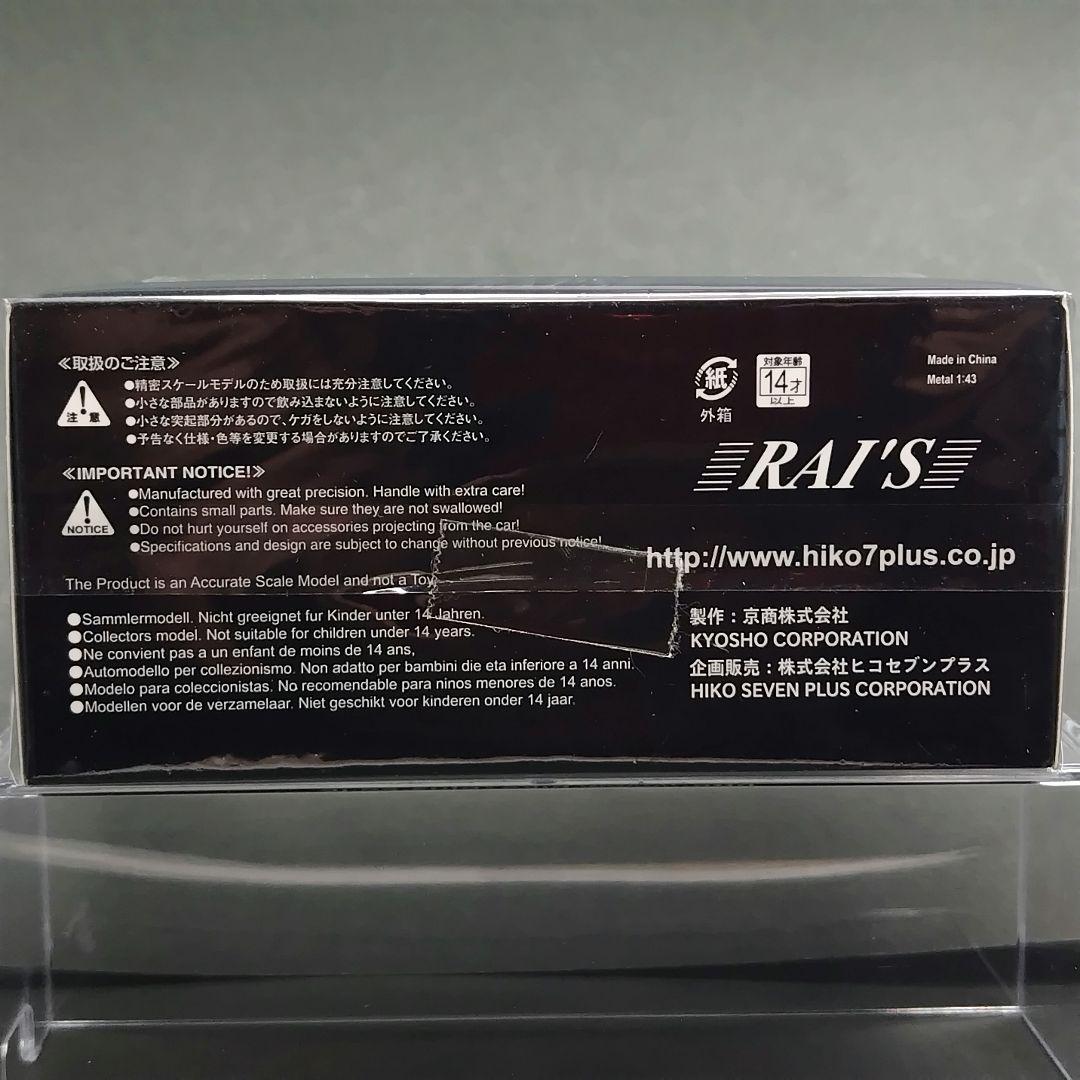 ≪取扱のご注意≫
注意
●精密スケールモデルのため取扱には充分注意してください。
●小さな部品がありますので飲み込まないように注意してください。
●小さな突起部分があるので、ケガをしないように注意してください。
●予告なく仕様・色等を変更する場合がありますのでご了承ください。
≪IMPORTANT NOTICE!≫
NOTICE
●Manufactured with great precision. Handle with extra care!
●Contains small parts. Make sure they are not swallowed!
●Do not hurt yourself on accessories projecting from the car!
●Specifications and design are subject to change without previous notice!
The Product is an Accurate Scale Model and not a Toy.
●Sammlermodell. Nicht greeignet fur Kinder unter 14 Jahren.
●Collectors model. Not suitable for children under 14 years.
●Ne convient pas a un enfant de moins de 14 ans,
●Automodello per collezionismo. Non adatto per bambini die eta inferiore a 14 anni.
●Modelo para coleccionistas. No recomendable para ninos menores de 14 anos.
●Modellen voor de verzamelaar. Niet geschikt voor kinderen onder 14 jaar.
紙
外箱
対象年齢
14才
以上
Made in China
Metal 1:43
RAI'S
http://www.hiko7plus.co.jp
製作：京商株式会社
KYOSHO CORPORATION
企画販売：株式会社ヒコセブンプラス
HIKO SEVEN PLUS CORPORATION